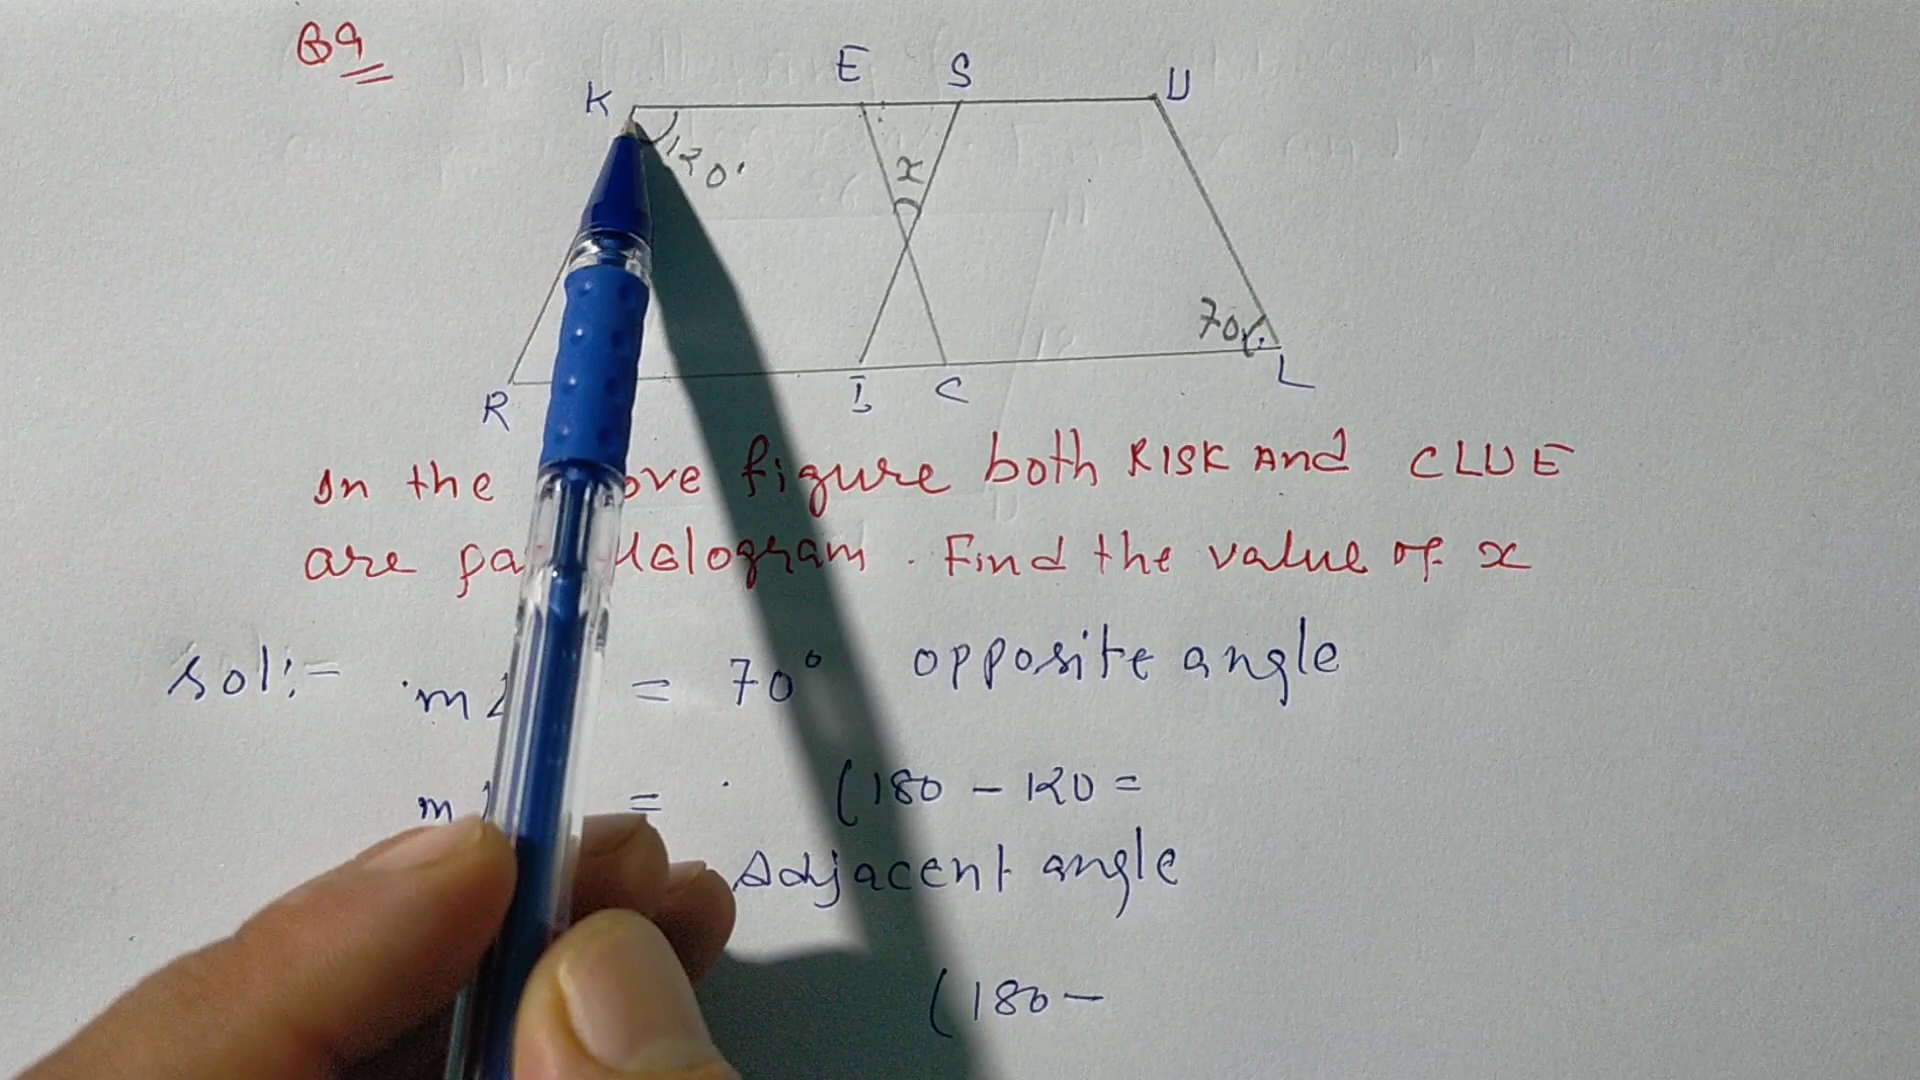 Q9
E S
K U
120°
x
70°
R I C L
In the ove figure both RISK And CLUE
are pa llelogram. Find the value of x
Sol:- m∠ = 70° opposite angle
m∠ = (180 - 120 =
Adjacent angle
(180 -